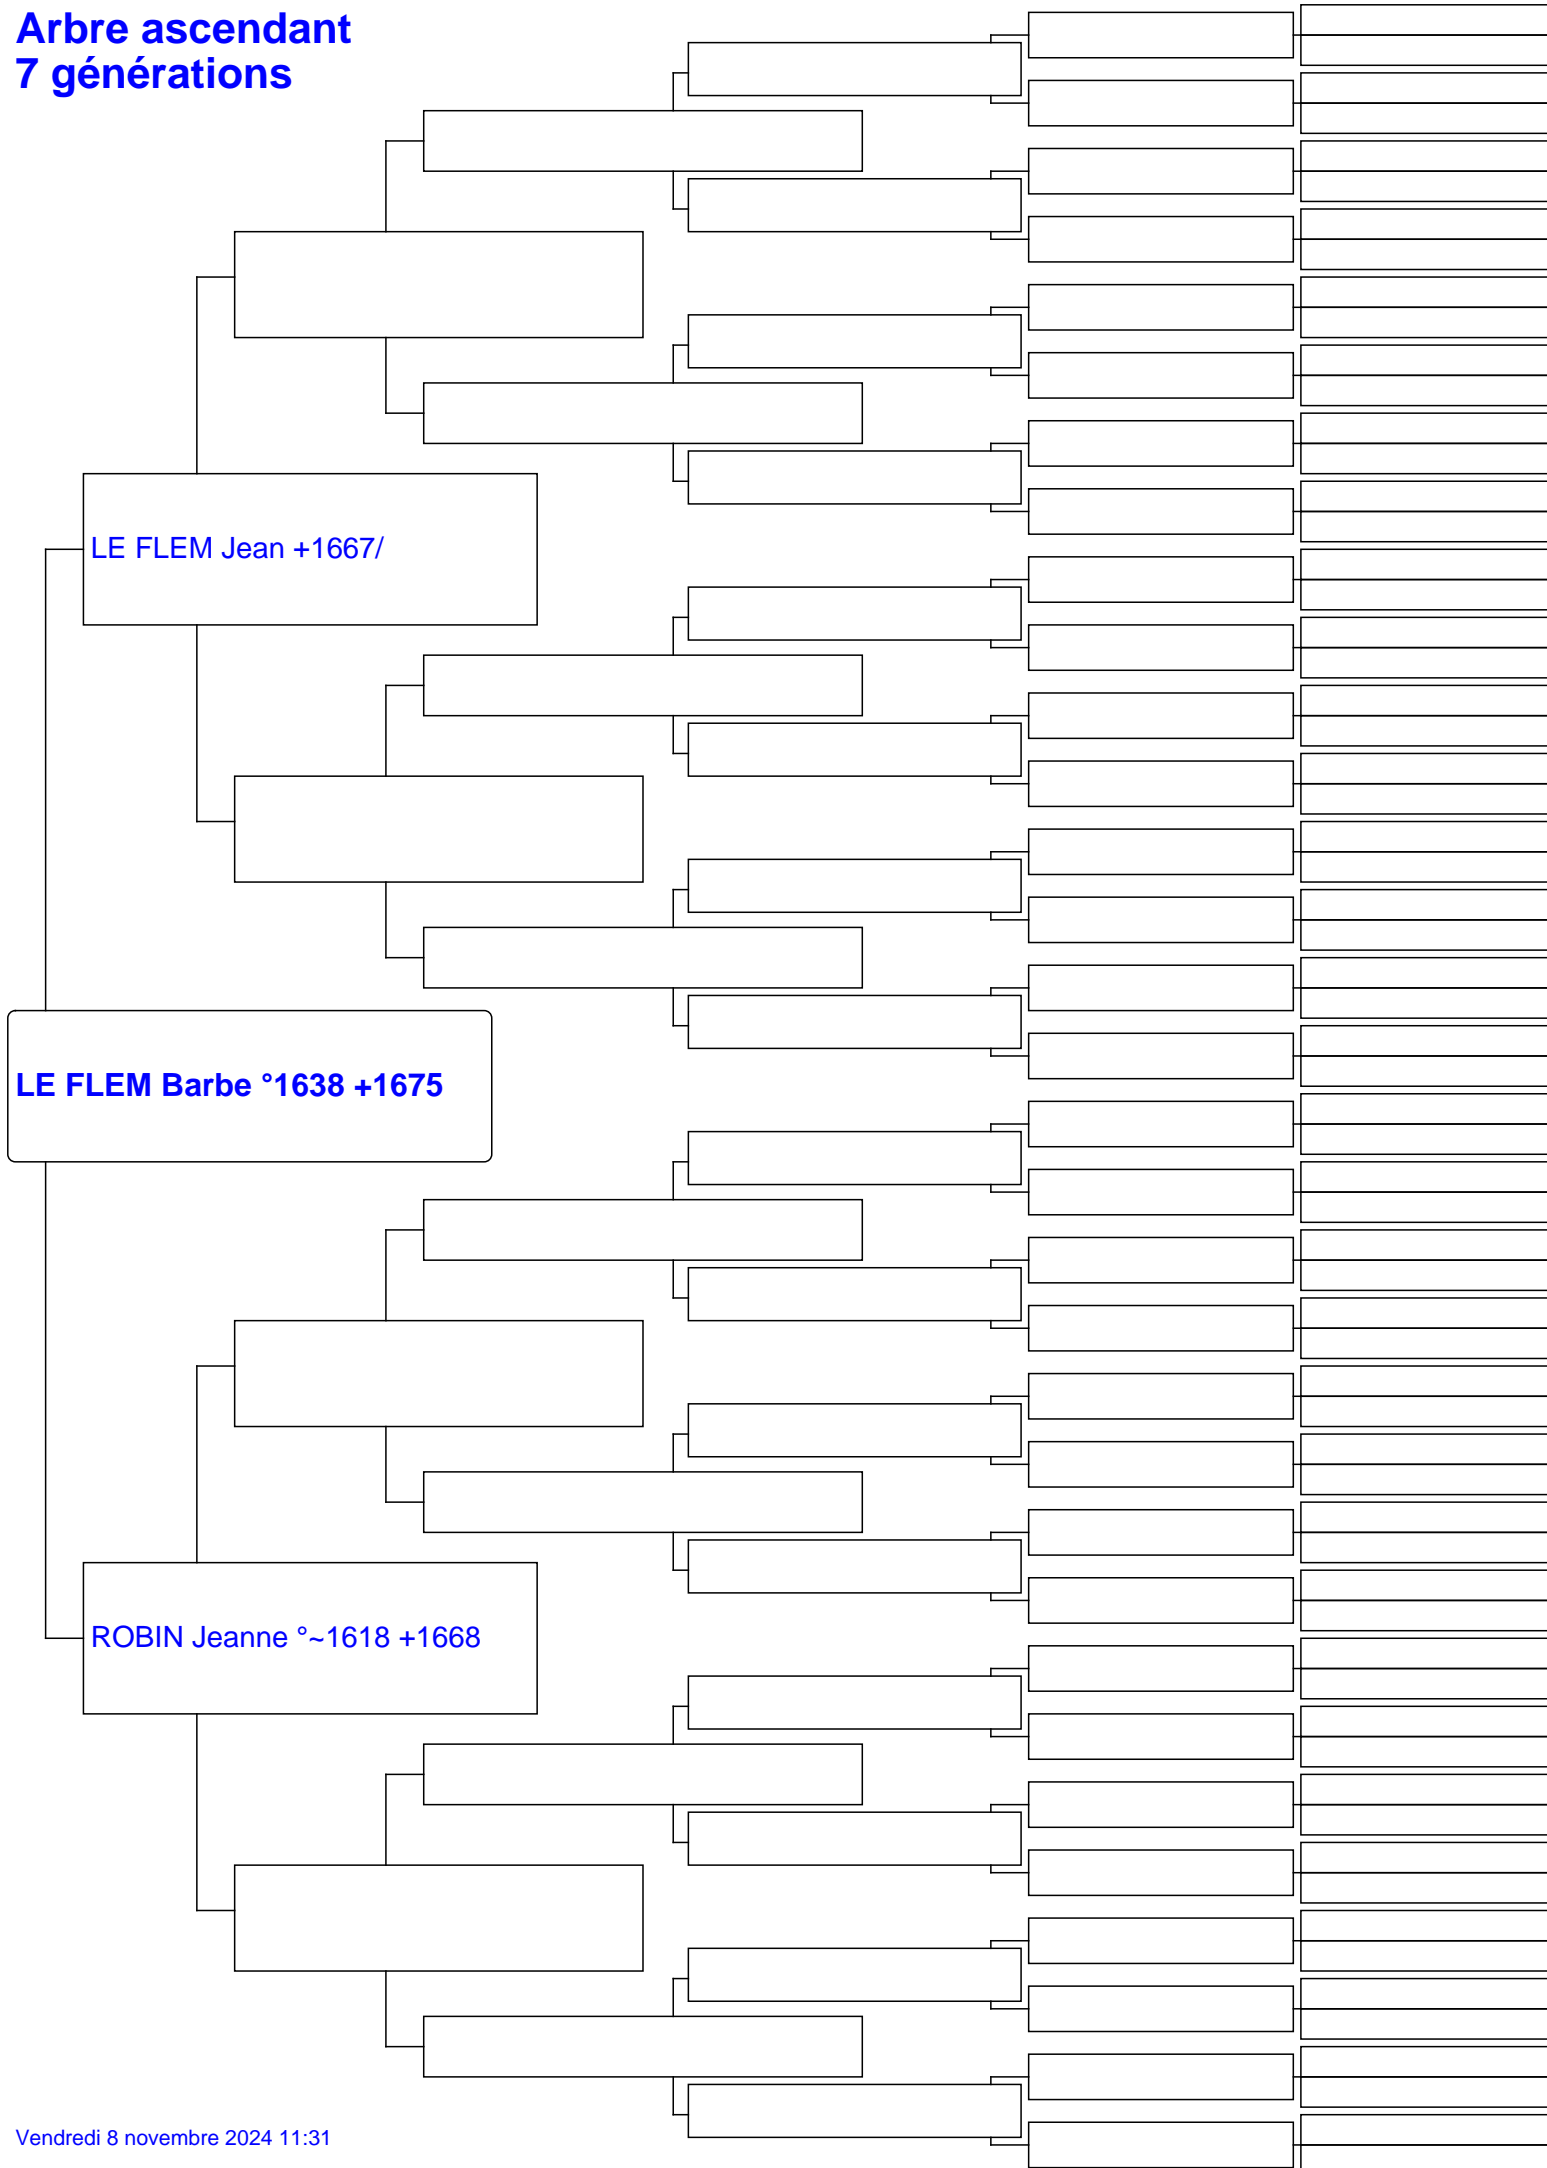 Arbre ascendant
7 générations
LE FLEM Jean +1667/
LE FLEM Barbe °1638 +1675
ROBIN Jeanne °~1618 +1668
Vendredi 8 novembre 2024 11:31